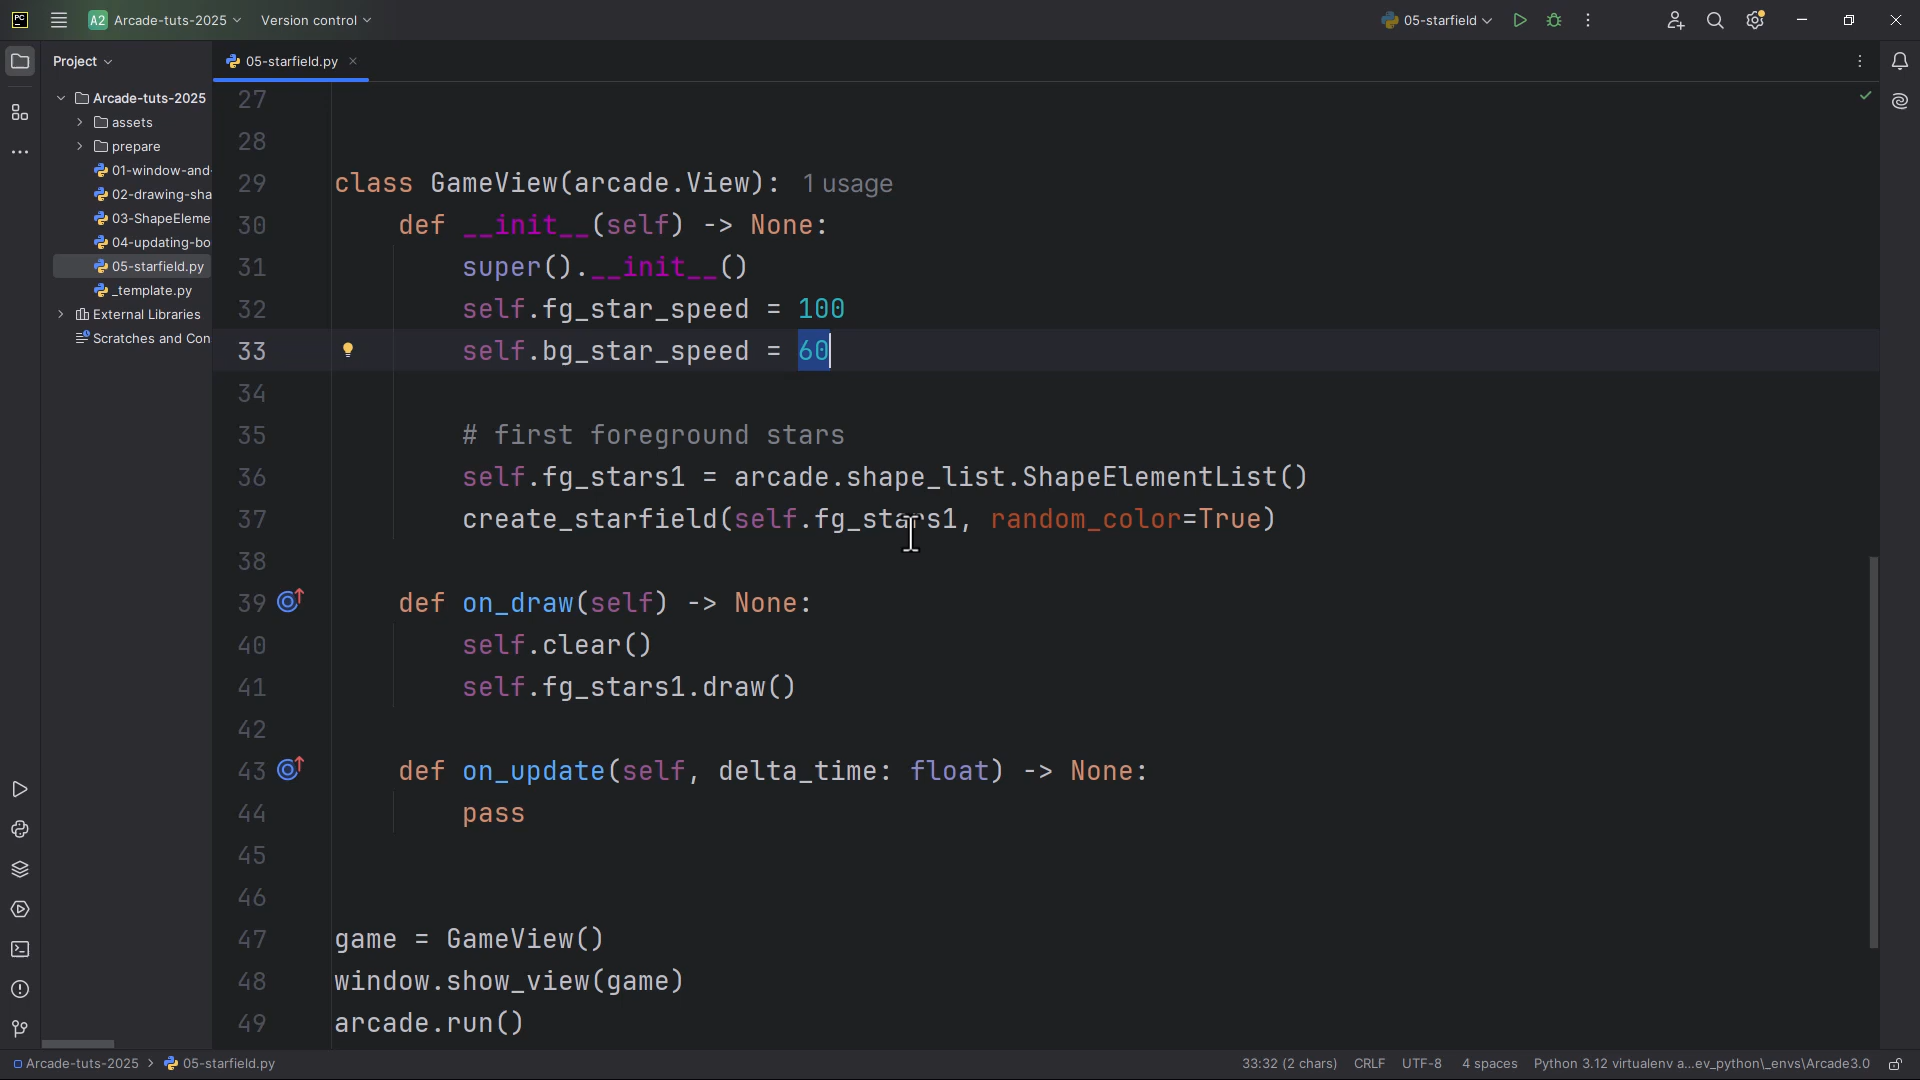 PC
A2 Arcade-tuts-2025
Version control
05-starfield
Project
05-starfield.py
Arcade-tuts-2025
assets
prepare
01-window-and-
02-drawing-sha
03-ShapeEleme
04-updating-bo
05-starfield.py
_template.py
External Libraries
Scratches and Con
27
28
29 class GameView(arcade.View): 1 usage
30 def __init__(self) -> None:
31 super().__init__()
32 self.fg_star_speed = 100
33 self.bg_star_speed = 60
34
35 # first foreground stars
36 self.fg_stars1 = arcade.shape_list.ShapeElementList()
37 create_starfield(self.fg_stars1, random_color=True)
38
39 def on_draw(self) -> None:
40 self.clear()
41 self.fg_stars1.draw()
42
43 def on_update(self, delta_time: float) -> None:
44 pass
45
46
47 game = GameView()
48 window.show_view(game)
49 arcade.run()
Arcade-tuts-2025 > 05-starfield.py
33:32 (2 chars) CRLF UTF-8 4 spaces Python 3.12 virtualenv a...ev_python\_envs\Arcade3.0